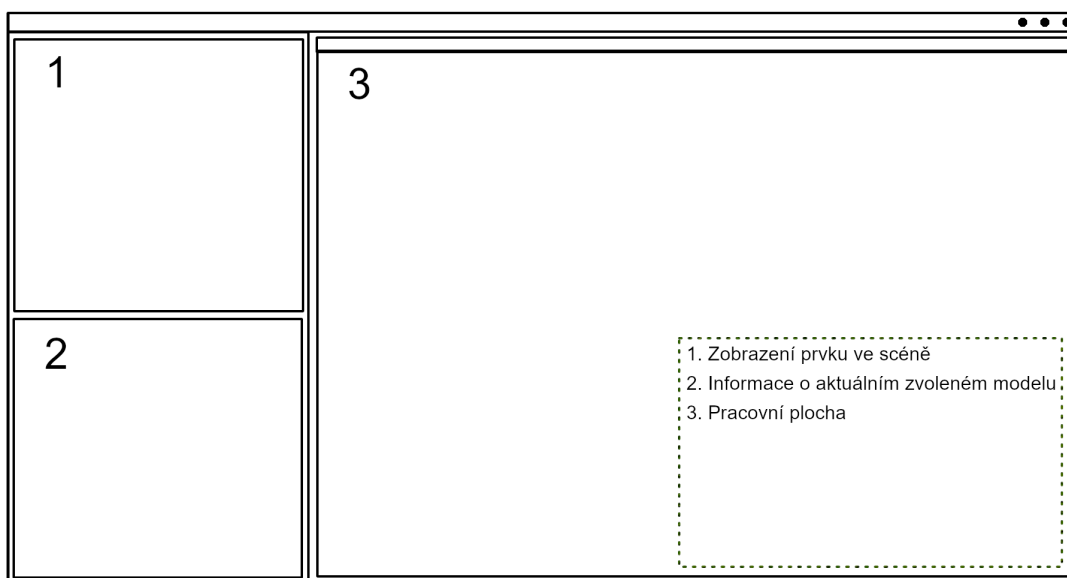 1
3
2
1. Zobrazení prvku ve scéně
2. Informace o aktuálním zvoleném modelu
3. Pracovní plocha